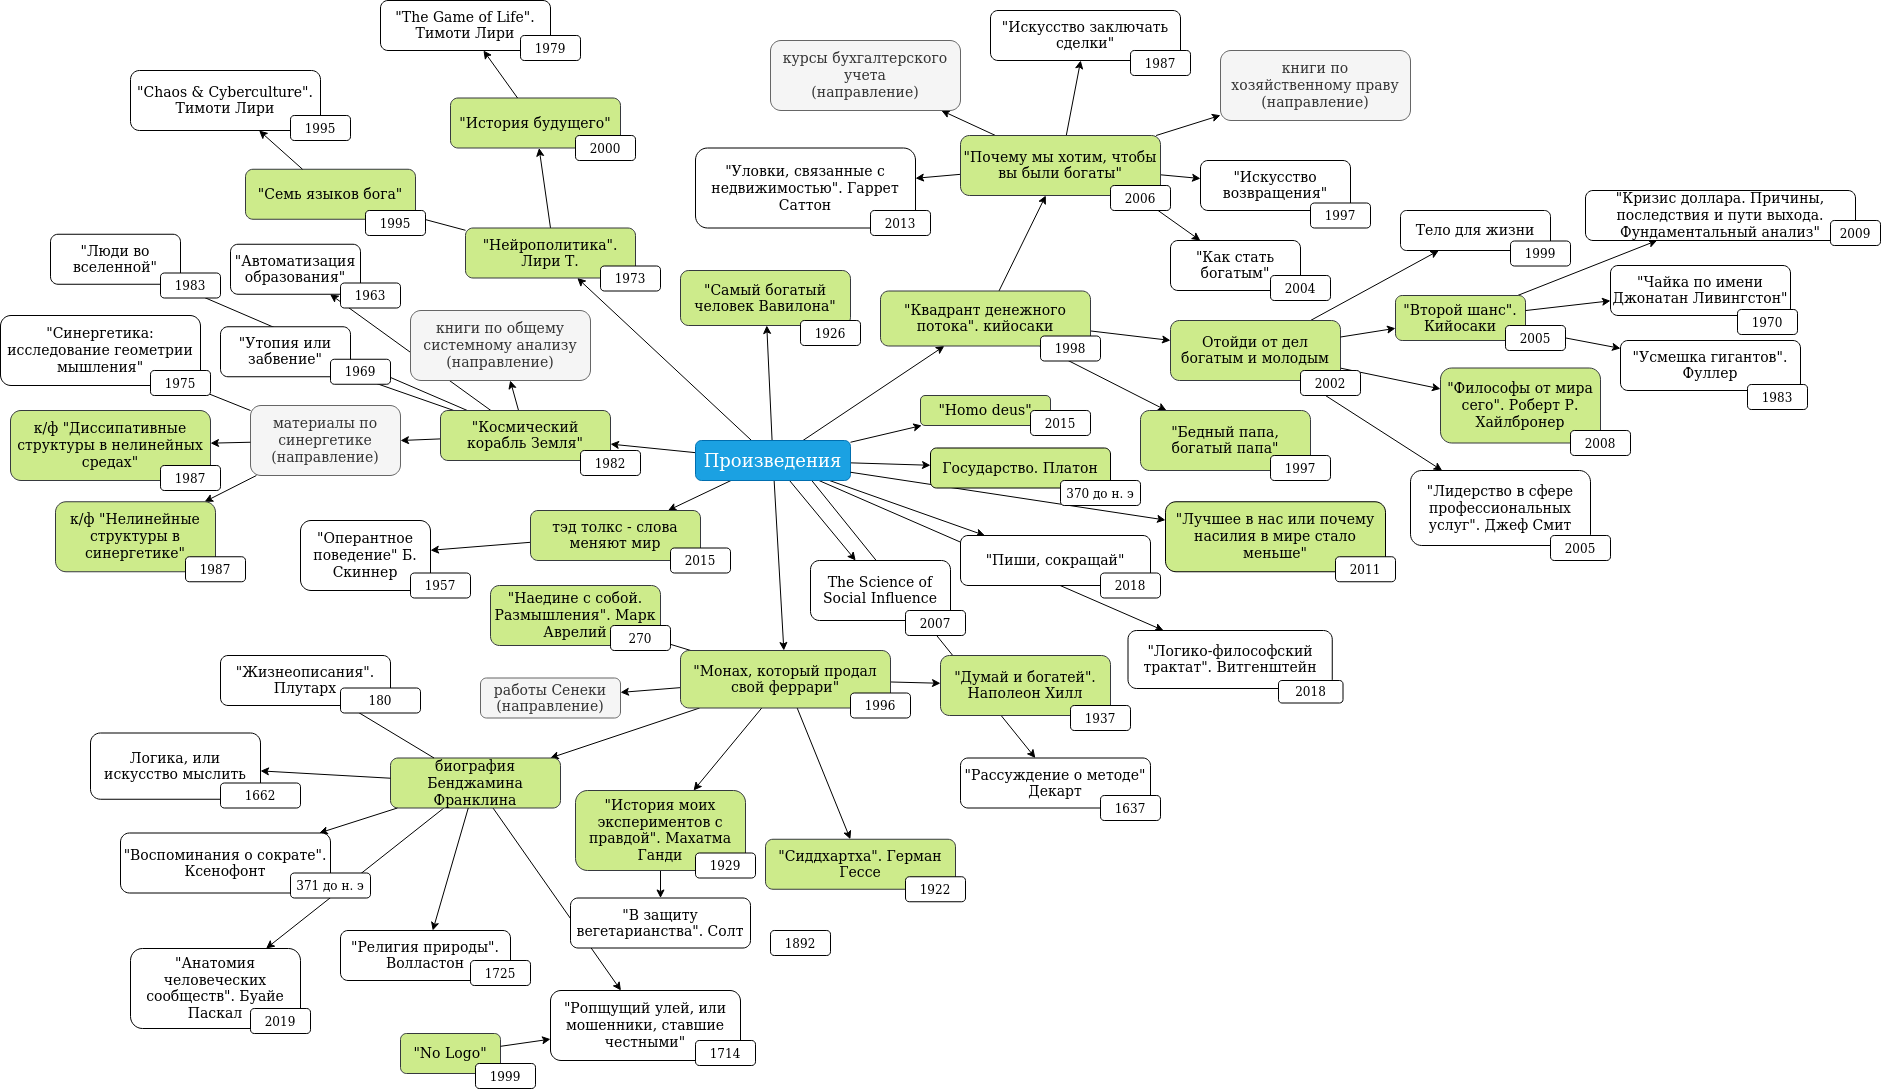 "The Game of Life".
Тимоти Лири
1979
"Искусство заключать
сделки"
1987
курсы бухгалтерского
учета
(направление)
книги по
хозяйственному праву
(направление)
"Chaos & Cyberculture".
Тимоти Лири
1995
"История будущего"
2000
"Почему мы хотим, чтобы
вы были богаты"
2006
"Уловки, связанные с
недвижимостью". Гаррет
Саттон
2013
"Искусство
возвращения"
1997
"Семь языков бога"
1995
"Кризис доллара. Причины,
последствия и пути выхода.
Фундаментальный анализ"
2009
Тело для жизни
1999
"Нейрополитика".
Лири Т.
1973
"Люди во
вселенной"
1983
"Автоматизация
образования"
1963
"Как стать
богатым"
2004
"Самый богатый
человек Вавилона"
1926
"Квадрант денежного
потока". кийосаки
1998
"Чайка по имени
Джонатан Ливингстон"
1970
"Второй шанс".
Кийосаки
2005
"Синергетика:
исследование геометрии
мышления"
1975
"Утопия или
забвение"
1969
книги по общему
системному анализу
(направление)
Отойди от дел
богатым и молодым
2002
"Усмешка гигантов".
Фуллер
1983
"Философы от мира
сего". Роберт Р.
Хайлбронер
2008
к/ф "Диссипативные
структуры в нелинейных
средах"
1987
материалы по
синергетике
(направление)
"Космический
корабль Земля"
1982
Произведения
"Homo deus"
2015
"Бедный папа,
богатый папа"
1997
Государство. Платон
370 до н. э
"Лидерство в сфере
профессиональных
услуг". Джеф Смит
2005
к/ф "Нелинейные
структуры в
синергетике"
1987
"Оперантное
поведение" Б.
Скиннер
1957
тэд толкс - слова
меняют мир
2015
"Лучшее в нас или почему
насилия в мире стало
меньше"
2011
"Пиши, сокращай"
2018
The Science of
Social Influence
2007
"Наедине с собой.
Размышления". Марк
Аврелий
270
"Логико-философский
трактат". Витгенштейн
2018
"Жизнеописания".
Плутарх
180
работы Сенеки
(направление)
"Монах, который продал
свой феррари"
1996
"Думай и богатей".
Наполеон Хилл
1937
Логика, или
искусство мыслить
1662
биография
Бенджамина
Франклина
"Рассуждение о методе"
Декарт
1637
"История моих
экспериментов с
правдой". Махатма
Ганди
1929
"Сиддхартха". Герман
Гессе
1922
"Воспоминания о сократе".
Ксенофонт
371 до н. э
"В защиту
вегетарианства". Солт
1892
"Религия природы".
Волластон
1725
"Анатомия
человеческих
сообществ". Буайе
Паскал
2019
"Ропщущий улей, или
мошенники, ставшие
честными"
1714
"No Logo"
1999